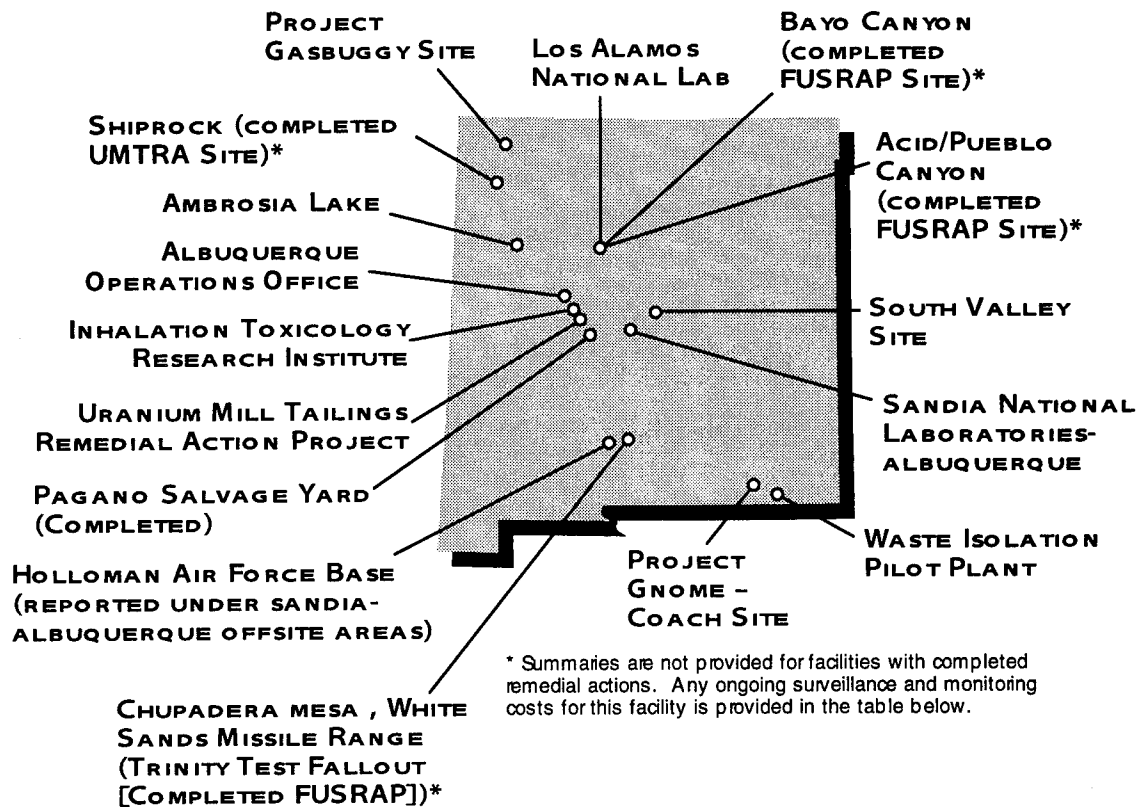 PROJECT
GASBUGGY SITE
LOS ALAMOS
NATIONAL LAB
BAYO CANYON
(COMPLETED
FUSRAP SITE)*
SHIPROCK (COMPLETED
UMTRA SITE)*
ACID/PUEBLO
CANYON
(COMPLETED
FUSRAP SITE)*
AMBROSIA LAKE
ALBUQUERQUE
OPERATIONS OFFICE
INHALATION TOXICOLOGY
RESEARCH INSTITUTE
SOUTH VALLEY
SITE
URANIUM MILL TAILINGS
REMEDIAL ACTION PROJECT
SANDIA NATIONAL
LABORATORIES-
ALBUQUERQUE
PAGANO SALVAGE YARD
(COMPLETED)
HOLLOMAN AIR FORCE BASE
(REPORTED UNDER SANDIA-
ALBUQUERQUE OFFSITE AREAS)
PROJECT
GNOME –
COACH SITE
WASTE ISOLATION
PILOT PLANT
CHUPADERA MESA , WHITE
SANDS MISSILE RANGE
(TRINITY TEST FALLOUT
[COMPLETED FUSRAP])*
* Summaries are not provided for facilities with completed
remedial actions. Any ongoing surveillance and monitoring
costs for this facility is provided in the table below.